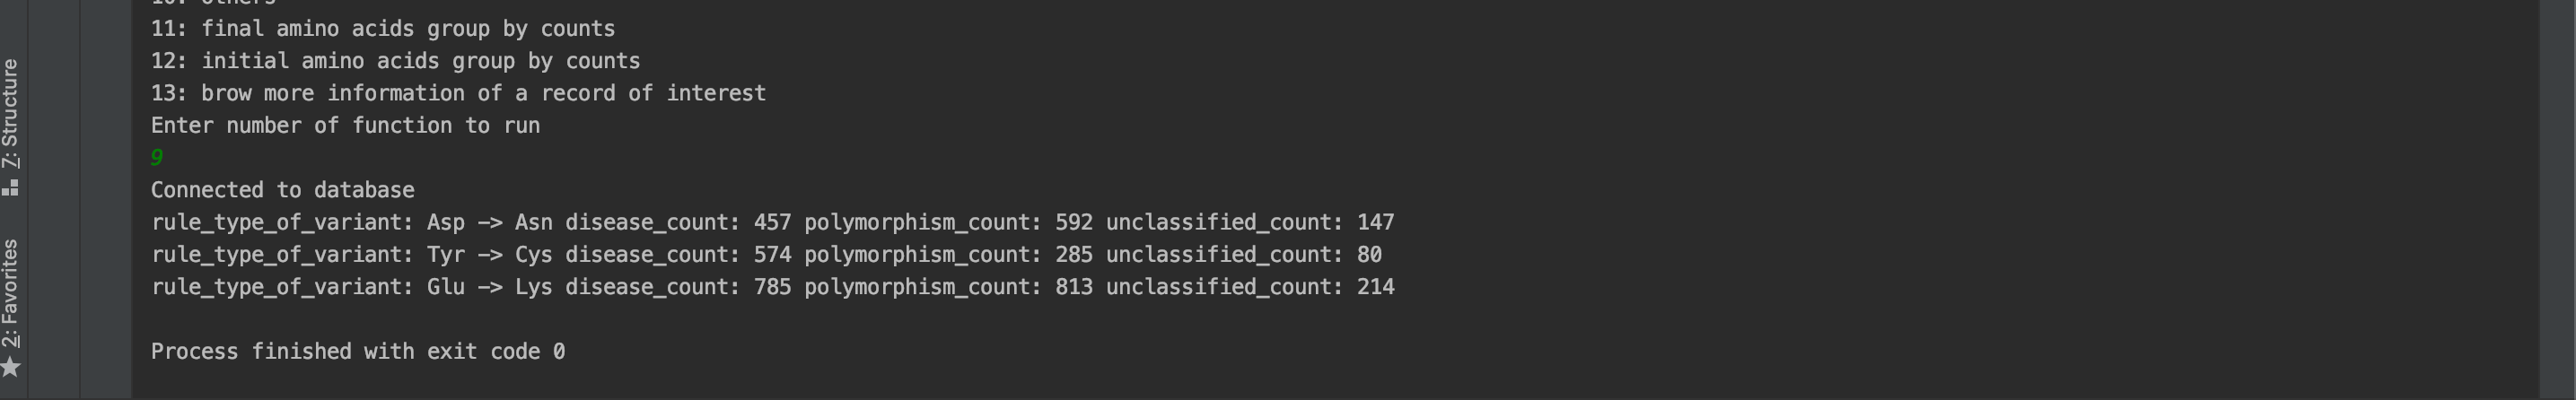 10: others
11: final amino acids group by counts
12: initial amino acids group by counts
13: brow more information of a record of interest
Enter number of function to run
9
Connected to database
rule_type_of_variant: Asp -> Asn disease_count: 457 polymorphism_count: 592 unclassified_count: 147
rule_type_of_variant: Tyr -> Cys disease_count: 574 polymorphism_count: 285 unclassified_count: 80
rule_type_of_variant: Glu -> Lys disease_count: 785 polymorphism_count: 813 unclassified_count: 214
Process finished with exit code 0
7: Structure
2: Favorites